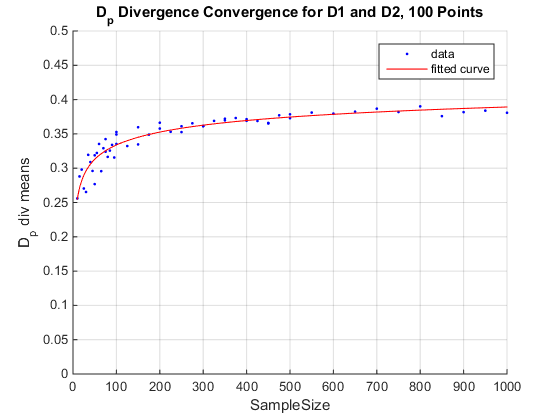 Dp Divergence Convergence for D1 and D2, 100 Points
data
fitted curve
0.5
0.45
0.4
0.35
0.3
0.25
0.2
0.15
0.1
0.05
0
Dp div means
0 100 200 300 400 500 600 700 800 900 1000
SampleSize